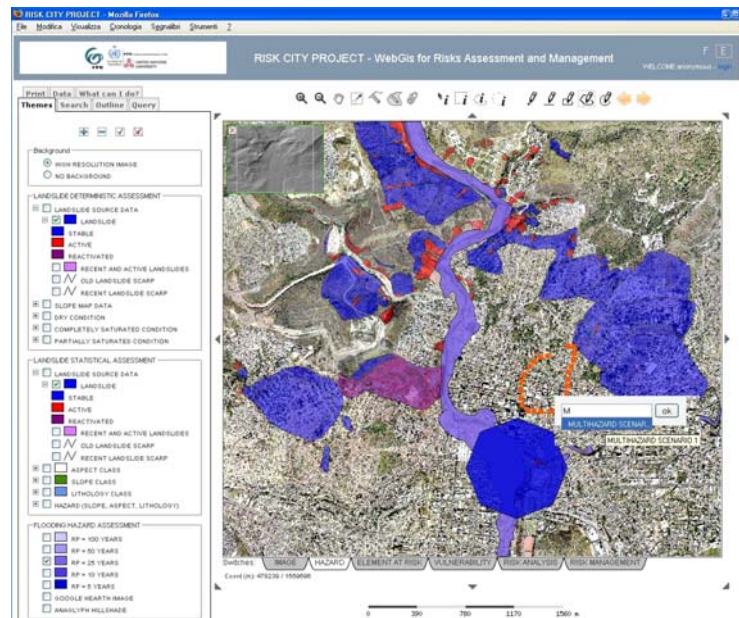 RISK CITY PROJECT - Mozilla Firefox
File Modifica Visualizza Cronologia Segnalibri Strumenti ?
UNITED NATIONS
UNIVERSITY
RISK CITY PROJECT - WebGis for Risks Assessment and Management
F E
WELCOME anonymous - login
Print Data What can I do?
Themes Search Outline Query
Background
HIGH RESOLUTION IMAGE
NO BACKGROUND
LANDSLIDE DETERMINISTIC ASSESSMENT
LANDSLIDE SOURCE DATA
LANDSLIDE
STABLE
ACTIVE
REACTIVATED
RECENT AND ACTIVE LANDSLIDES
OLD LANDSLIDE SCARP
RECENT LANDSLIDE SCARP
SLOPE MAP DATA
DRY CONDITION
COMPLETELY SATURATED CONDITION
PARTIALLY SATURATED CONDITION
LANDSLIDE STATISTICAL ASSESSMENT
LANDSLIDE SOURCE DATA
LANDSLIDE
STABLE
ACTIVE
REACTIVATED
RECENT AND ACTIVE LANDSLIDES
OLD LANDSLIDE SCARP
RECENT LANDSLIDE SCARP
ASPECT CLASS
SLOPE CLASS
LITHOLOGY CLASS
HAZARD (SLOPE, ASPECT, LITHOLOGY)
FLOODING HAZARD ASSESSMENT
RP = 100 YEARS
RP = 50 YEARS
RP = 25 YEARS
RP = 10 YEARS
RP = 5 YEARS
GOOGLE HEARTH IMAGE
ANAGLYPH HILLSHADE
M ok
MULTIHAZARD SCENAR
MULTIHAZARD SCENARIO 1
Switches: IMAGE HAZARD ELEMENT AT RISK VULNERABILITY RISK ANALYSIS RISK MANAGEMENT
Coord (m): 478239 / 1559696
0 390 780 1170 1560 m.